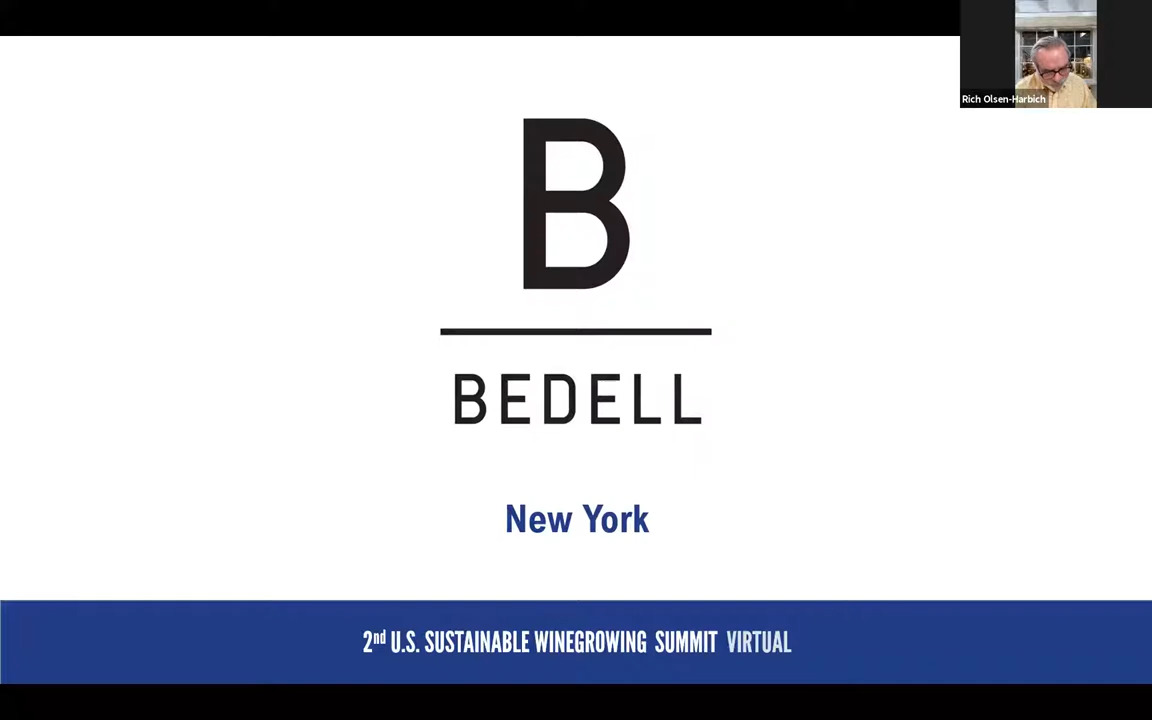 Rich Olsen-Harbich
B
BEDELL
New York
2nd U.S. SUSTAINABLE WINEGROWING SUMMIT VIRTUAL